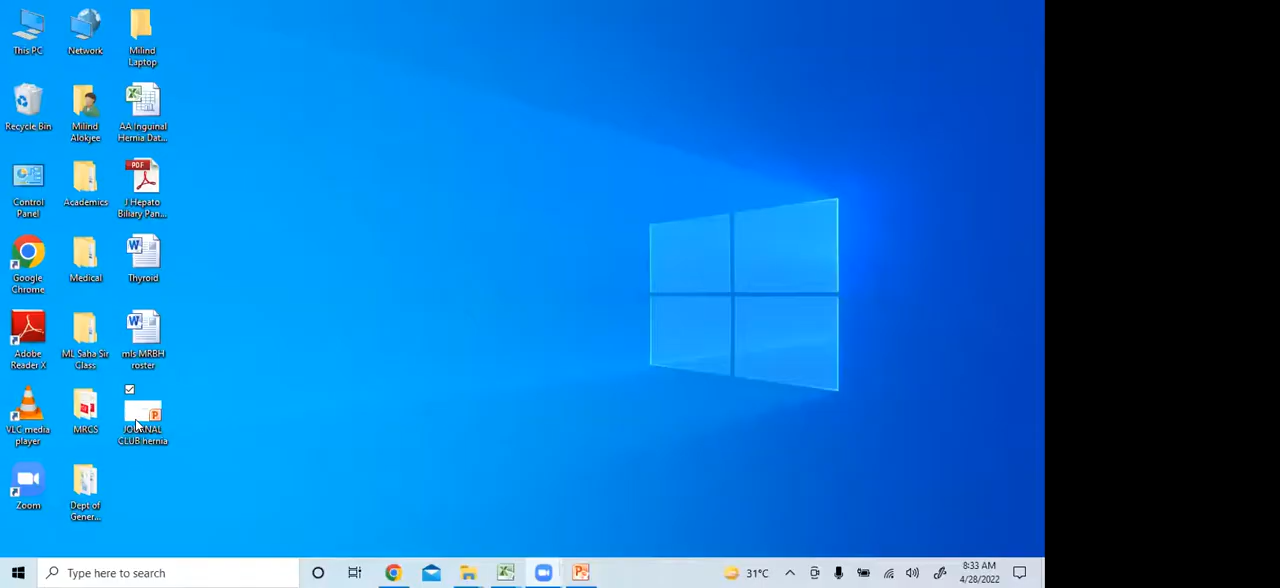 This PC
Network
Milind
Laptop
Recycle Bin
Milind
Alokjee
AA Inguinal
Hernia Dat...
Control
Panel
Academics
PDF
J Hepato
Biliary Pan...
Google
Chrome
Medical
Thyroid
Adobe
Reader X
ML Saha Sir
Class
mls MRBH
roster
VLC media
player
MRCS
JOURNAL
CLUB hernia
Zoom
Dept of
Gener...
Type here to search
31°C
8:33 AM
4/28/2022